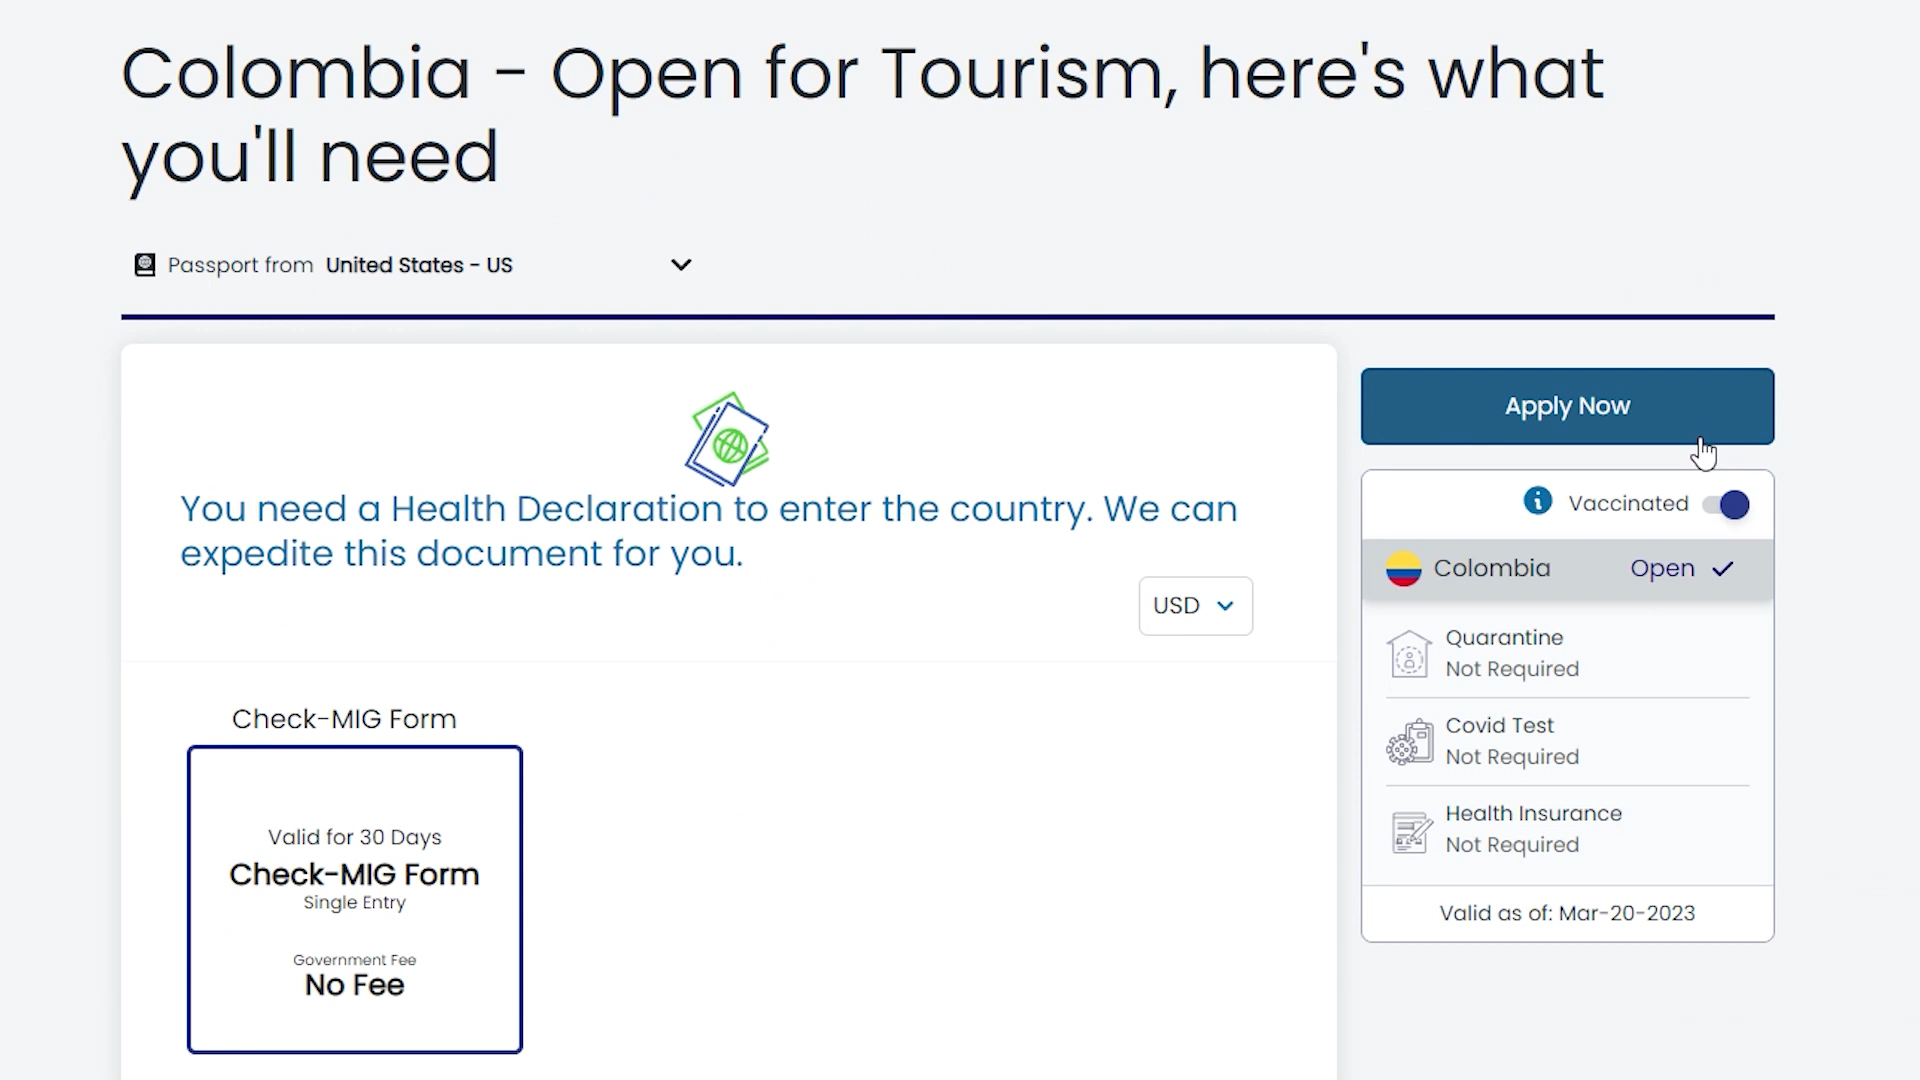 Colombia - Open for Tourism, here's what
you'll need
Passport from United States - US
Apply Now
You need a Health Declaration to enter the country. We can
expedite this document for you.
USD
Vaccinated
Colombia Open
Quarantine
Not Required
Covid Test
Not Required
Health Insurance
Not Required
Valid as of: Mar-20-2023
Check-MIG Form
Valid for 30 Days
Check-MIG Form
Single Entry
Government Fee
No Fee